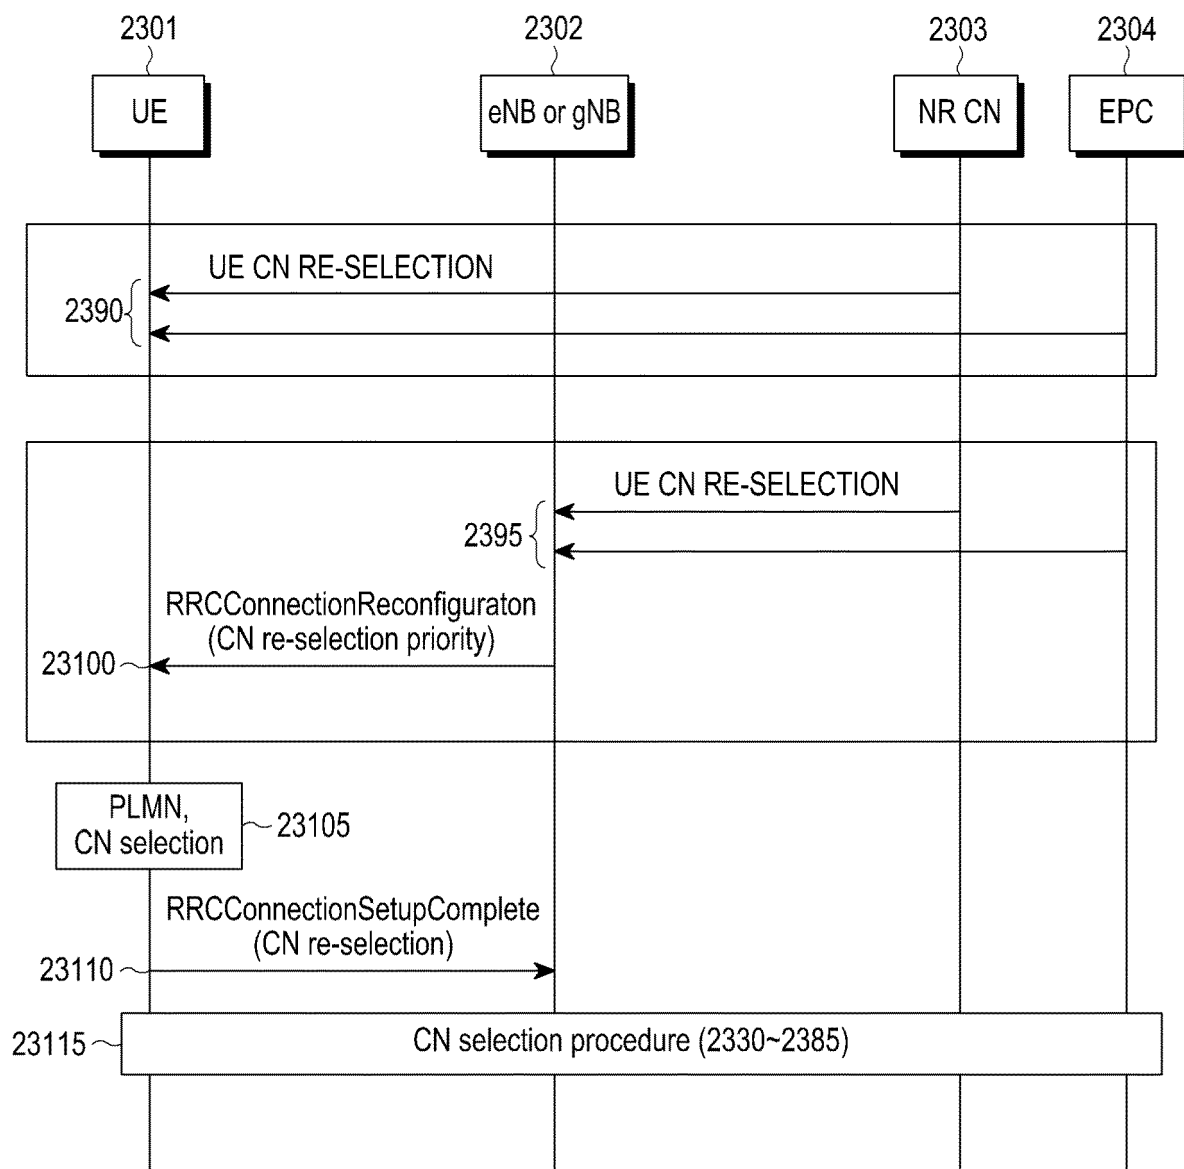 2301
2302
2303
2304
UE
eNB or gNB
NR CN
EPC
UE CN RE-SELECTION
2390
UE CN RE-SELECTION
2395
RRCConnectionReconfiguraton
(CN re-selection priority)
23100
PLMN,
CN selection
23105
RRCConnectionSetupComplete
(CN re-selection)
23110
23115
CN selection procedure (2330~2385)